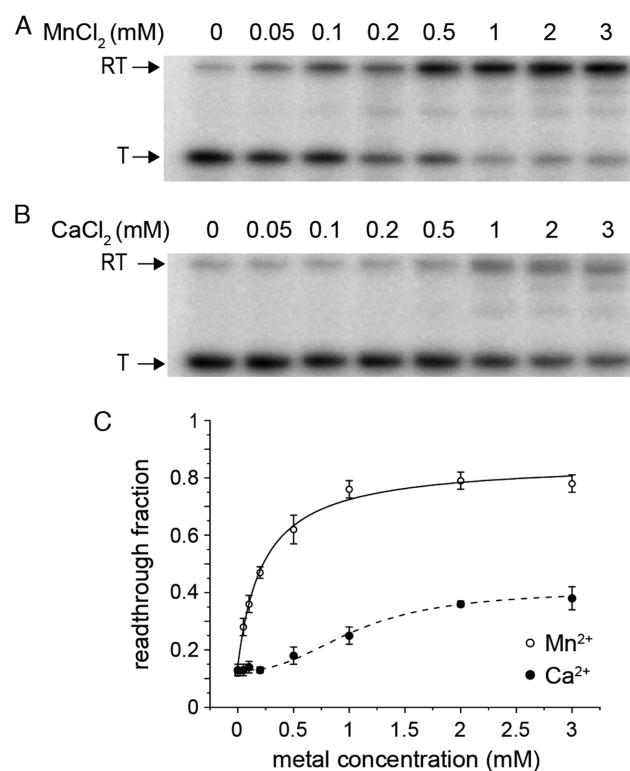 A
MnCl2 (mM) 0 0.05 0.1 0.2 0.5 1 2 3
RT
T
B
CaCl2 (mM) 0 0.05 0.1 0.2 0.5 1 2 3
RT
T
C
1
0.8
0.6
0.4
0.2
0
readthrough fraction
Mn2+
Ca2+
0 0.5 1 1.5 2 2.5 3
metal concentration (mM)